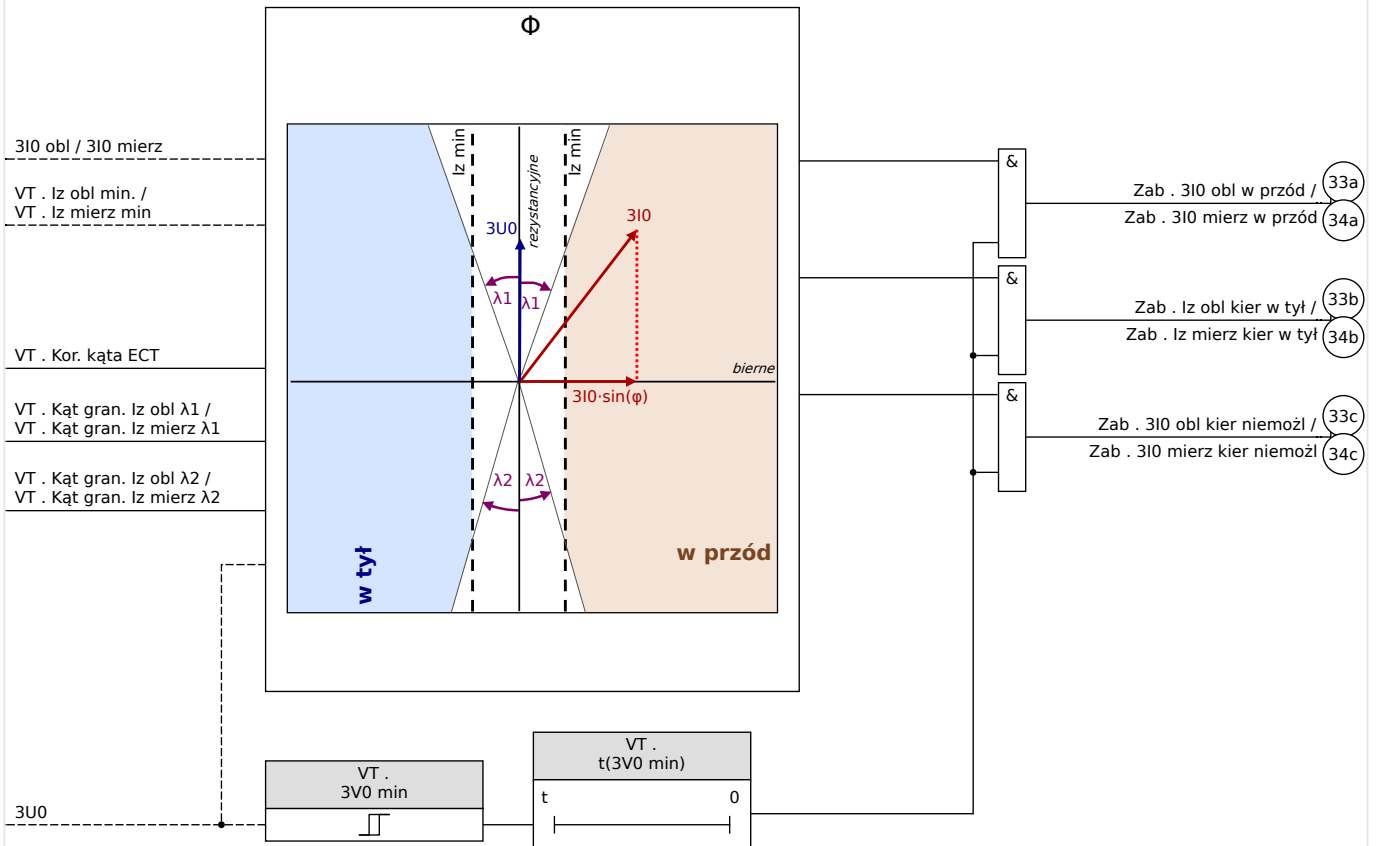 Φ
3I0 obl / 3I0 mierz
VT . Iz obl min. /
VT . Iz mierz min
VT . Kor. kąta ECT
VT . Kąt gran. Iz obl λ1 /
VT . Kąt gran. Iz mierz λ1
VT . Kąt gran. Iz obl λ2 /
VT . Kąt gran. Iz mierz λ2
3U0
Iz min
rezystancyjne
Iz min
3U0
3I0
λ1
λ1
bierne
3I0·sin(φ)
λ2
λ2
w tył
w przód
VT .
3V0 min
VT .
t(3V0 min)
t
0
&
Zab . 3I0 obl w przód /
33a
Zab . 3I0 mierz w przód
34a
&
Zab . Iz obl kier w tył /
33b
Zab . Iz mierz kier w tył
34b
&
Zab . 3I0 obl kier niemożl /
33c
Zab . 3I0 mierz kier niemożl
34c